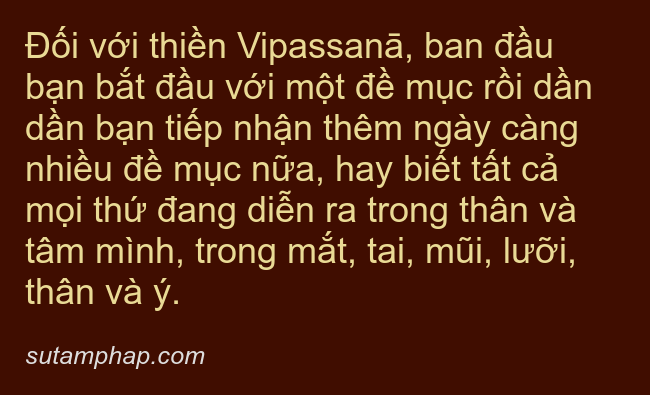 Đối với thiền Vipassanā, ban đầu
bạn bắt đầu với một đề mục rồi dần
dần bạn tiếp nhận thêm ngày càng
nhiều đề mục nữa, hay biết tất cả
mọi thứ đang diễn ra trong thân và
tâm mình, trong mắt, tai, mũi, lưỡi,
thân và ý.
sutamphap.com